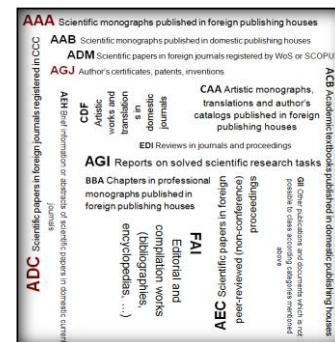 AAA Scientific monographs published in foreign publishing houses
AAB Scientific monographs published in domestic publishing houses
ADM Scientific papers in foreign journals registered by WoS or SCOPU
AGJ Author's certificates, patents, inventions
ADC Scientific papers in foreign journals registered in CCC
AEH Brief information or abstracts of scientific papers in domestic current
journals
CDF
Artistic
works and
translation
s in
domestic
journals
CAA Artistic monographs,
translations and author's
catalogs published in foreign
publishing houses
ACB Academic textbooks published in domestic publishing houses
EDI Reviews in journals and proceedings
AGI Reports on solved scientific research tasks
BBA Chapters in professional
monographs published in
foreign publishing houses
FAI
Editorial and
compilation works
(bibliographies,
encyclopedias, ...)
AEC Scientific papers in foreign
peer-reviewed (non-conference)
proceedings
GII Other publications and documents which is not
possible to class according categories mentioned
above